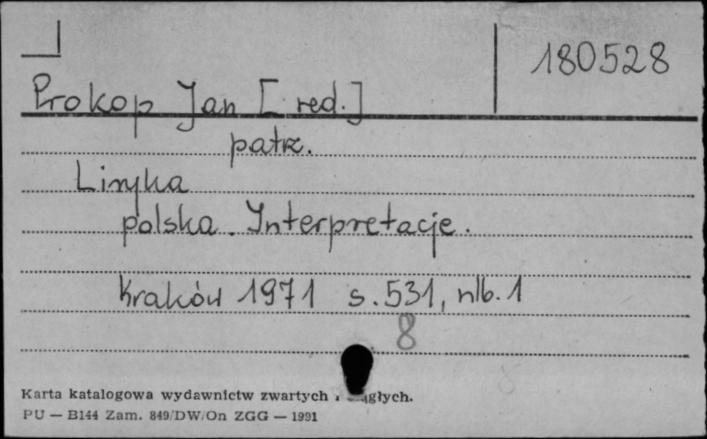 180528
Prokop Jan [red.]
patrz.
Liryka
polska. Interpretacje.
Kraków 1971 s. 531, nlb. 1
8
Karta katalogowa wydawnictw zwartych
PU — B144 Zam. 849/DW/On ZGG — 1991